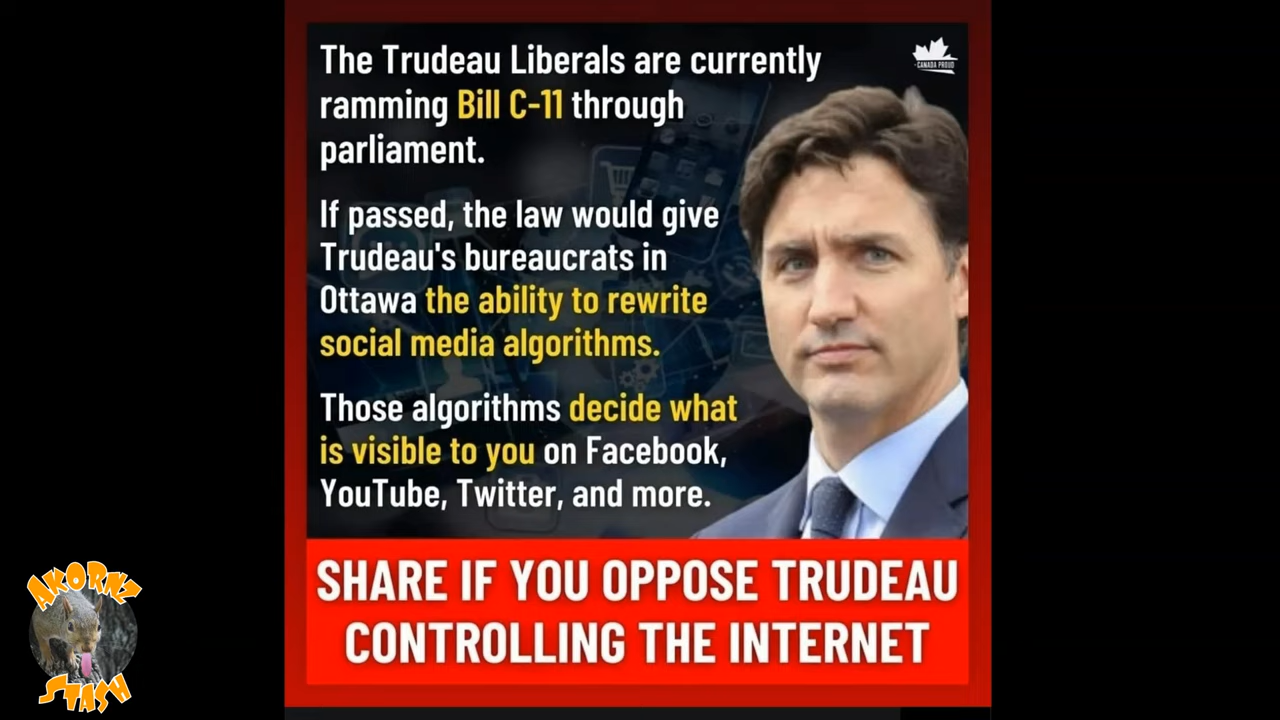 The Trudeau Liberals are currently
ramming Bill C-11 through
parliament.
If passed, the law would give
Trudeau's bureaucrats in
Ottawa the ability to rewrite
social media algorithms.
Those algorithms decide what
is visible to you on Facebook,
YouTube, Twitter, and more.
SHARE IF YOU OPPOSE TRUDEAU
CONTROLLING THE INTERNET
CANADA PROUD
AKORNZ
STASH